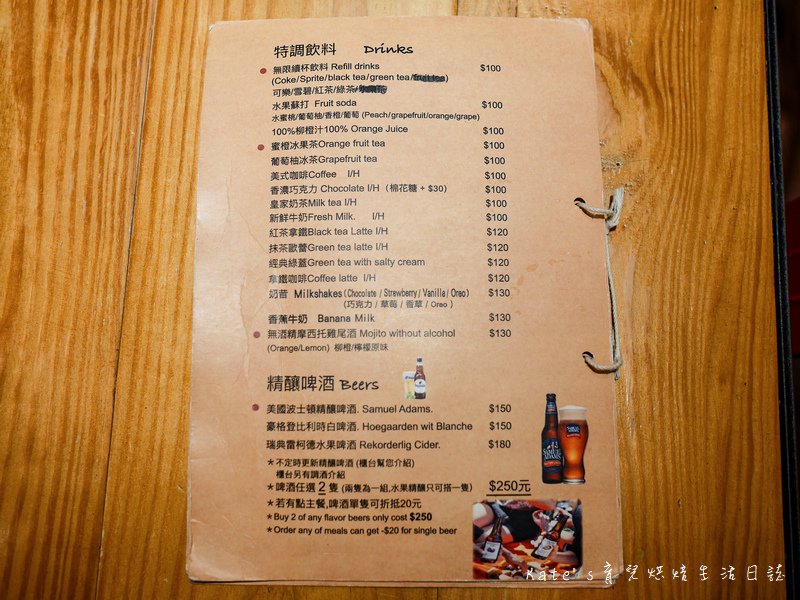 特調飲料 Drinks
無限續杯飲料 Refill drinks $100
(Coke/Sprite/black tea/green tea/fruit tea)
可樂/雪碧/紅茶/綠茶
水果蘇打 Fruit soda $100
水蜜桃/葡萄柚/香橙/葡萄 (Peach/grapefruit/orange/grape)
100%柳橙汁100% Orange Juice $100
蜜橙冰果茶Orange fruit tea $100
葡萄柚冰茶Grapefruit tea $100
美式咖啡Coffee I/H $100
香濃巧克力 Chocolate I/H (棉花糖 + $30) $100
皇家奶茶Milk tea I/H $100
新鮮牛奶Fresh Milk. I/H $100
紅茶拿鐵Black tea Latte I/H $120
抹茶歐蕾Green tea latte I/H $120
經典綠蓋Green tea with salty cream $120
拿鐵咖啡Coffee latte I/H $120
奶昔 Milkshakes (Chocolate / Strawberry / Vanilla / Oreo) $130
(巧克力 / 草莓 / 香草 / Oreo )
香蕉牛奶 Banana Milk $130
無酒精摩西托雞尾酒 Mojito without alcohol $130
(Orange/Lemon) 柳橙/檸檬原味
精釀啤酒 Beers
美國波士頓精釀啤酒. Samuel Adams. $150
豪格登比利時白啤酒. Hoegaarden wit Blanche $150
瑞典雷柯德水果啤酒 Rekorderlig Cider. $180
*不定時更新精釀啤酒 (櫃台幫您介紹)
櫃台另有調酒介紹
*啤酒任選 2 隻 (兩隻為一組,水果精釀只可搭一隻) $250元
*若有點主餐,啤酒單隻可折抵20元
*Buy 2 of any flavor beers only cost $250
*Order any of meals can get -$20 for single beer
SAMUEL ADAMS
Kate's育兒烘焙生活日誌